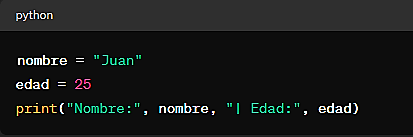 python
nombre = "Juan"
edad = 25
print("Nombre:", nombre, "| Edad:", edad)